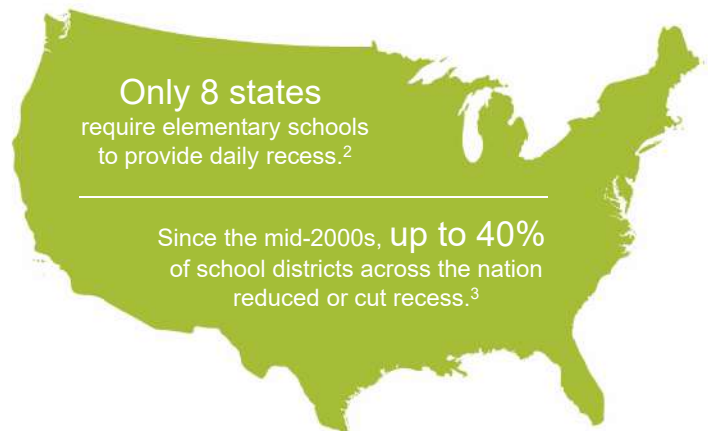 Only 8 states
require elementary schools
to provide daily recess.2
Since the mid-2000s, up to 40%
of school districts across the nation
reduced or cut recess.3